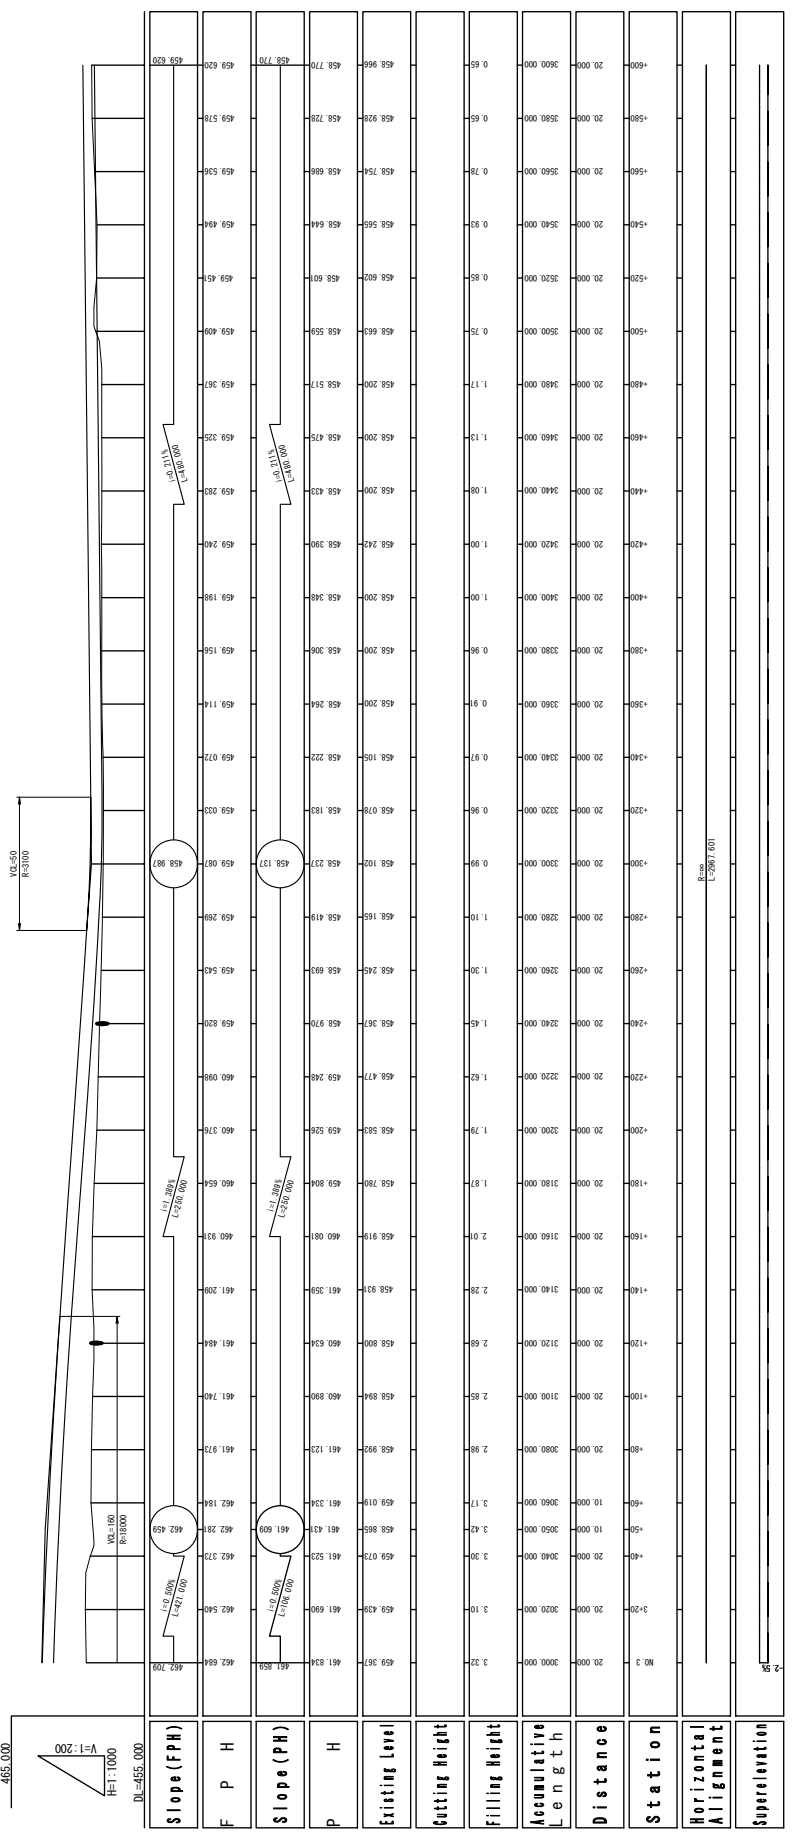 465.000
V=1:200
H=1:1000
DL=455.000
VCL=160
R=18000
VCL=50
R=3100
Slope(FPH)
462.709
i=0.500%
L=421.000
462.459
i=1.389%
L=250.000
458.987
i=0.211%
L=480.000
459.620
F P H
462.684 462.540 462.373 462.281 462.184 461.973 461.740 461.484 461.209 460.931 460.654 460.376 460.098 459.820 459.543 459.269 459.087 459.033 459.072 459.114 459.156 459.198 459.240 459.283 459.325 459.367 459.409 459.451 459.494 459.536 459.578 459.620
Slope(PH)
461.859
i=0.500%
L=106.000
461.609
i=1.389%
L=250.000
458.137
i=0.211%
L=480.000
458.770
P H
461.834 461.690 461.523 461.431 461.334 461.123 460.890 460.634 461.359 460.081 459.804 459.526 459.248 458.970 458.693 458.419 458.237 458.183 458.222 458.264 458.306 458.348 458.390 458.433 458.475 458.517 458.559 458.601 458.644 458.686 458.728 458.770
Existing Level
459.367 459.439 459.073 458.865 459.019 458.992 458.894 458.800 458.931 458.919 458.780 458.583 458.477 458.367 458.245 458.165 458.102 458.078 458.105 458.200 458.200 458.200 458.242 458.200 458.200 458.200 458.663 458.602 458.565 458.754 458.928 458.966
Cutting Height
Filling Height
3.32 3.10 3.30 3.42 3.17 2.98 2.85 2.68 2.28 2.01 1.87 1.79 1.62 1.45 1.30 1.10 0.99 0.96 0.97 0.91 0.96 1.00 1.00 1.08 1.13 1.17 0.75 0.85 0.93 0.78 0.65 0.65
Accumulative
Length
3000.000 3020.000 3040.000 3050.000 3060.000 3080.000 3100.000 3120.000 3140.000 3160.000 3180.000 3200.000 3220.000 3240.000 3260.000 3280.000 3300.000 3320.000 3340.000 3360.000 3380.000 3400.000 3420.000 3440.000 3460.000 3480.000 3500.000 3520.000 3540.000 3560.000 3580.000 3600.000
Distance
20.000 20.000 20.000 10.000 10.000 20.000 20.000 20.000 20.000 20.000 20.000 20.000 20.000 20.000 20.000 20.000 20.000 20.000 20.000 20.000 20.000 20.000 20.000 20.000 20.000 20.000 20.000 20.000 20.000 20.000 20.000 20.000
Station
NO.3 3+20 +40 +50 +60 +80 +100 +120 +140 +160 +180 +200 +220 +240 +260 +280 +300 +320 +340 +360 +380 +400 +420 +440 +460 +480 +500 +520 +540 +560 +580 +600
Horizontal
Alignment
R=∞
L=2967.601
Superelevation
-2.5%